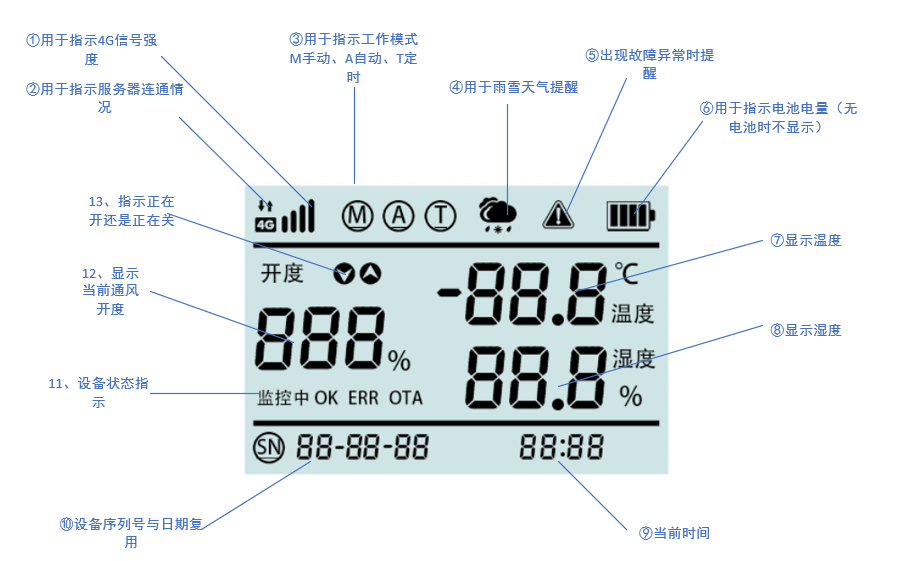 ①用于指示4G信号强
度
②用于指示服务器连通情
况
③用于指示工作模式
M手动、A自动、T定
时
④用于雨雪天气提醒
⑤出现故障异常时提
醒
⑥用于指示电池电量（无
电池时不显示）
13、指示正在
开还是正在关
12、显示
当前通风
开度
11、设备状态指
示
4G
M A T
开度
888%
监控中 OK ERR OTA
-88.8℃
温度
88.8
湿度
%
SN 88-88-88
88:88
⑦显示温度
⑧显示湿度
⑩设备序列号与日期复
用
⑨当前时间